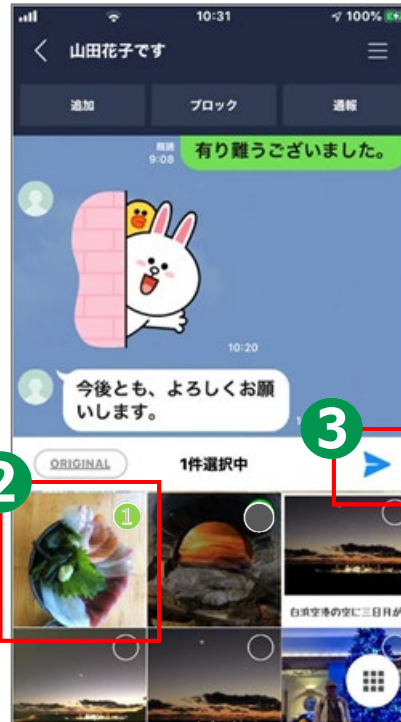 10:31
100%
山田花子です
追加 ブロック 通報
既読
9:08
有り難うございました。
10:20
今後とも、よろしくお願
いします。
3
ORIGINAL 1件選択中
2
1
白浜空港の空に三日月が